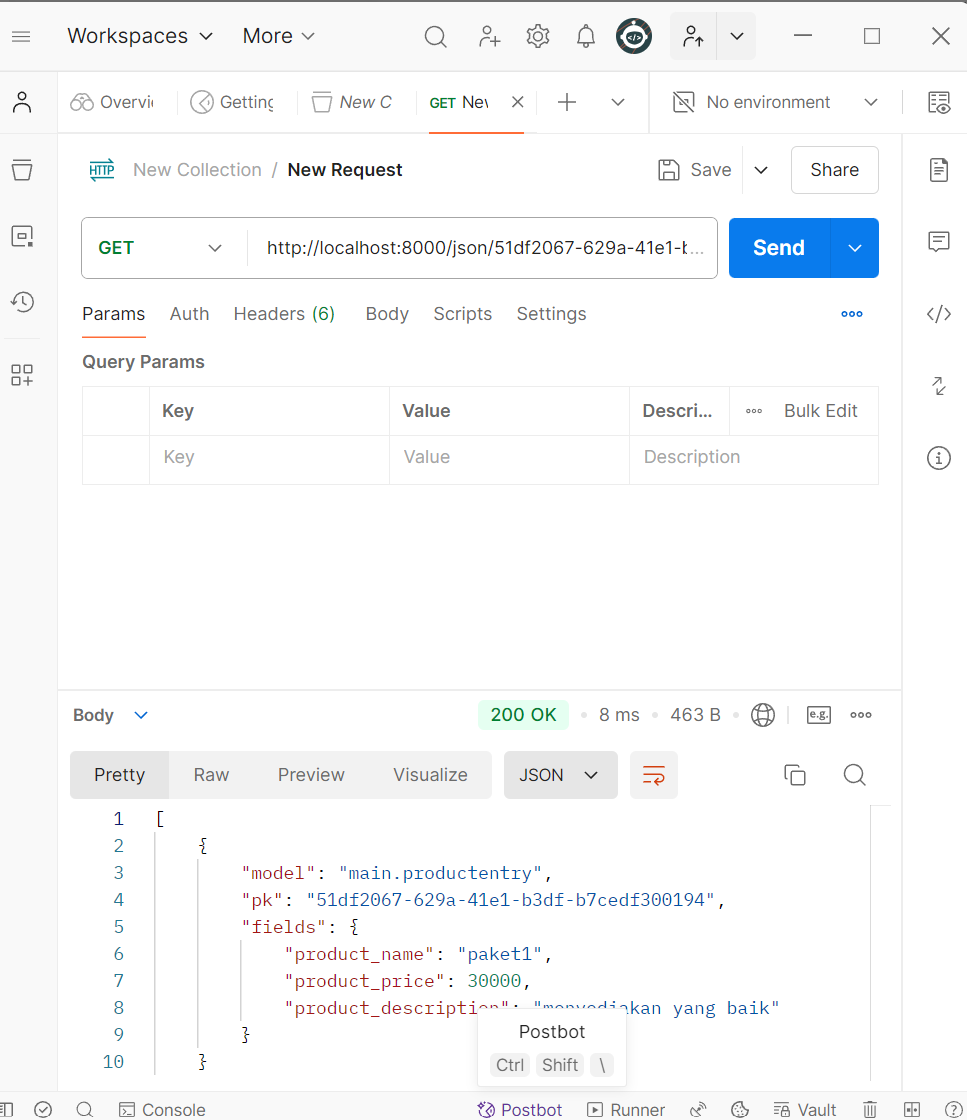 Workspaces More
Overvi Getting New C GET New No environment
HTTP New Collection / New Request Save Share
GET http://localhost:8000/json/51df2067-629a-41e1-b... Send
Params Auth Headers (6) Body Scripts Settings
Query Params
Key Value Descri... Bulk Edit
Key Value Description
Body 200 OK 8 ms 463 B e.g.
Pretty Raw Preview Visualize JSON
1 [
2 {
3 "model": "main.productentry",
4 "pk": "51df2067-629a-41e1-b3df-b7cedf300194",
5 "fields": {
6 "product_name": "paket1",
7 "product_price": 30000,
8 "product_description": "menyediakan yang baik"
9 }
10 }
Postbot
Ctrl Shift \
Console Postbot Runner Vault